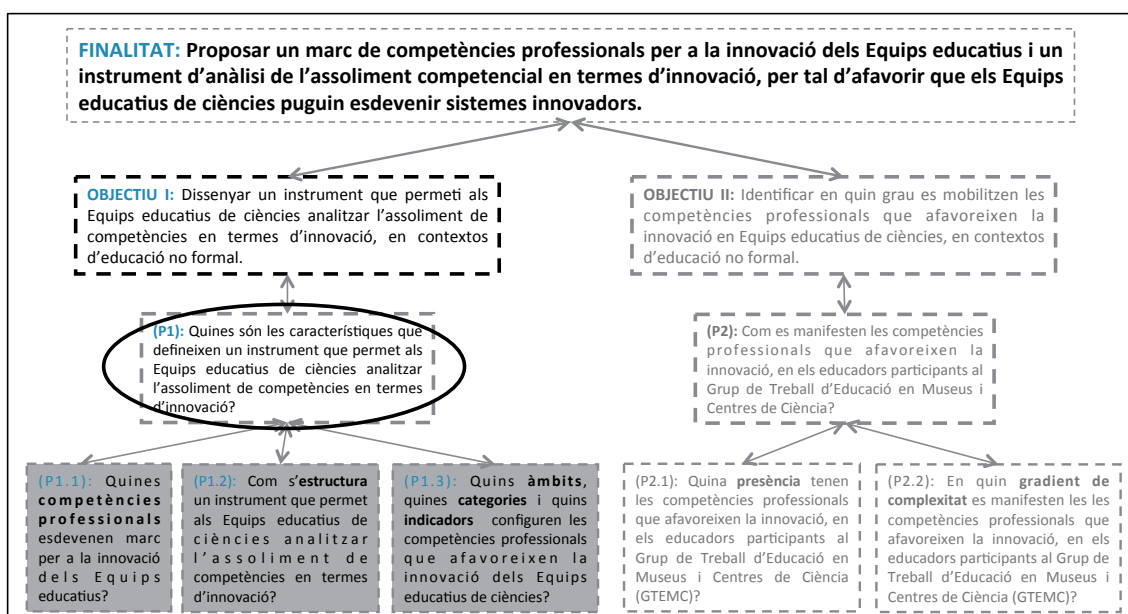 FINALITAT: Proposar un marc de competències professionals per a la innovació dels Equips educatius i un
instrument d'anàlisi de l'assoliment competencial en termes d'innovació, per tal d'afavorir que els Equips
educatius de ciències puguin esdevenir sistemes innovadors.
OBJECTIU I: Dissenyar un instrument que permeti als
Equips educatius de ciències analitzar l'assoliment de
competències en termes d'innovació, en contextos
d'educació no formal.
OBJECTIU II: Identificar en quin grau es mobilitzen les
competències professionals que afavoreixen la
innovació en Equips educatius de ciències, en contextos
d'educació no formal.
(P1): Quines són les característiques que
defineixen un instrument que permet als
Equips educatius de ciències analitzar
l'assoliment de competències en termes
d'innovació?
(P2): Com es manifesten les competències
professionals que afavoreixen la
innovació, en els educadors participants al
Grup de Treball d'Educació en Museus i
Centres de Ciència?
(P1.1): Quines
competències
professionals
esdevenen marc
per a la innovació
dels Equips
educatius?
(P1.2): Com s'estructura
un instrument que permet
als Equips educatius de
ciències analitzar
l'assoliment de
competències en termes
d'innovació?
(P1.3): Quins àmbits,
quines categories i quins
indicadors configuren les
competències professionals
que afavoreixen la
innovació dels Equips
educatius de ciències?
(P2.1): Quina presència tenen
les competències professionals
que afavoreixen la innovació, en
els educadors participants al
Grup de Treball d'Educació en
Museus i Centres de Ciència
(GTEMC)?
(P2.2): En quin gradient de
complexitat es manifesten les les
competències professionals que
afavoreixen la innovació, en els
educadors participants al Grup de
Treball d'Educació en Museus i
Centres de Ciència (GTEMC)?